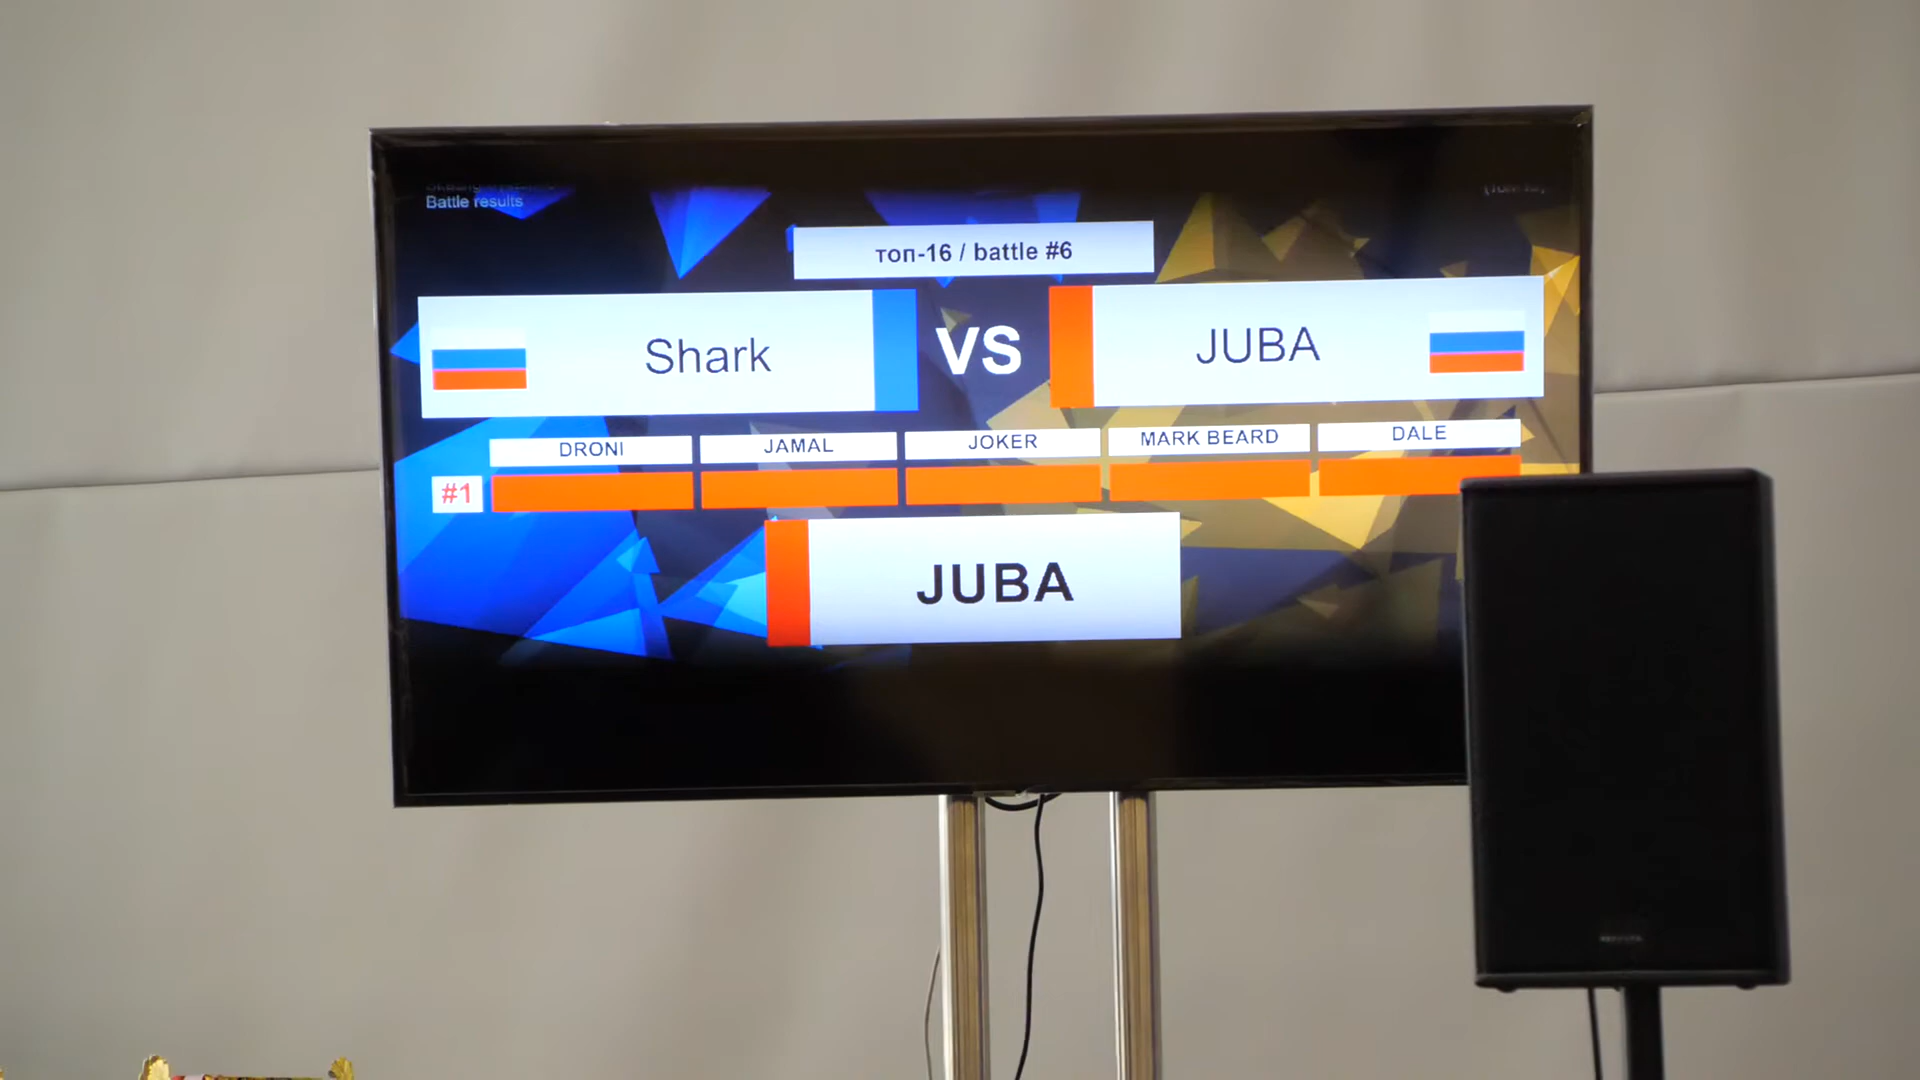 Battle results
топ-16 / battle #6
Shark
VS
JUBA
DRONI
JAMAL
JOKER
MARK BEARD
DALE
#1
JUBA